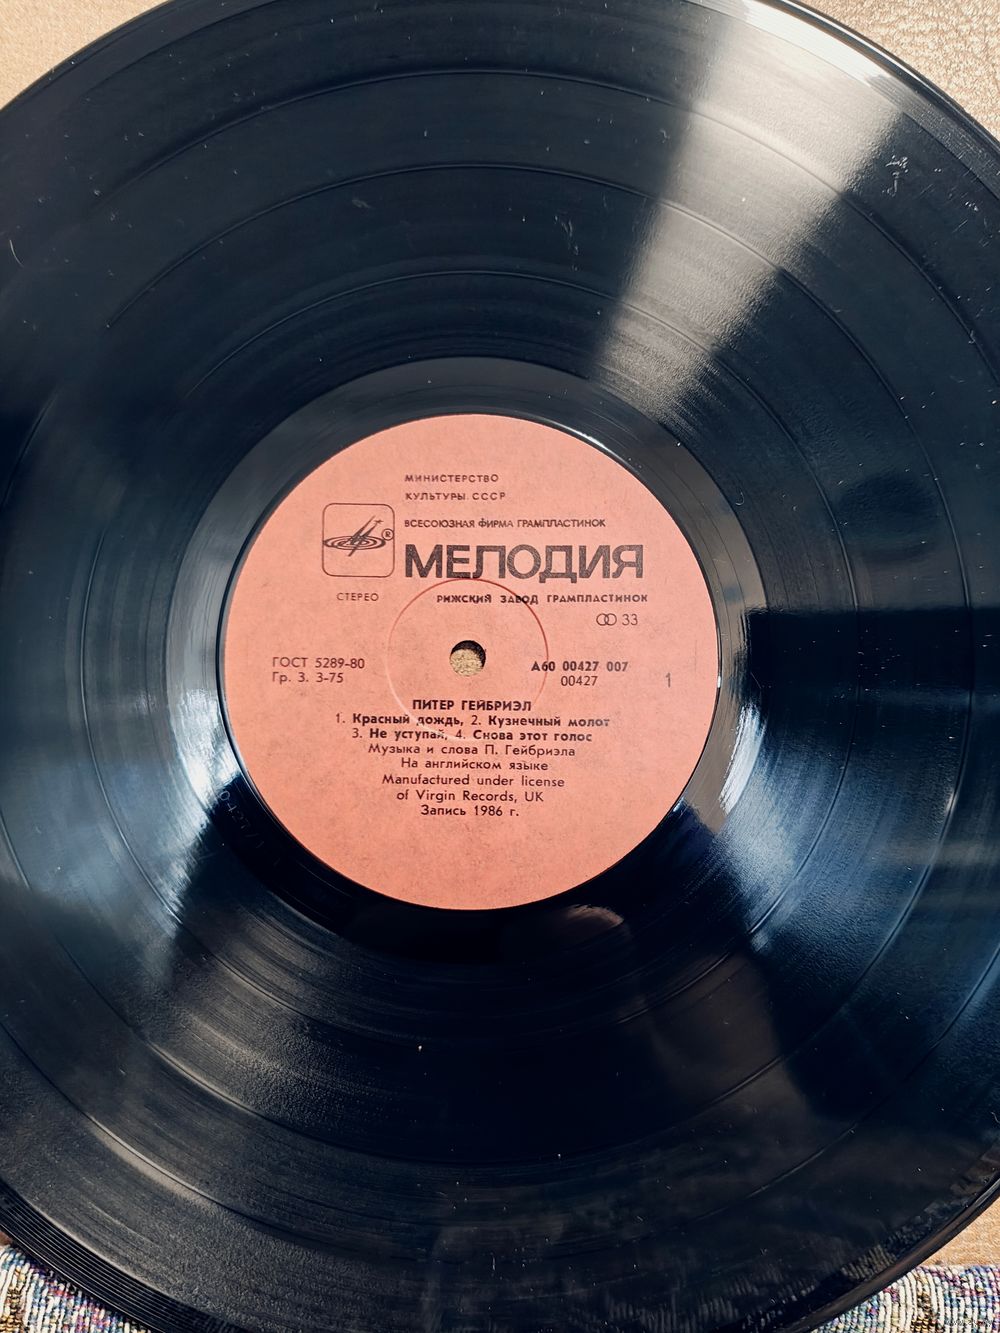 МИНИСТЕРСТВО
КУЛЬТУРЫ СССР
ВСЕСОЮЗНАЯ ФИРМА ГРАМПЛАСТИНОК
®
МЕЛОДИЯ
СТЕРЕО
РИЖСКИЙ ЗАВОД ГРАМПЛАСТИНОК
33
ГОСТ 5289-80
Гр. 3. 3-75
А60 00427 007
00427
1
ПИТЕР ГЕЙБРИЭЛ
1. Красный дождь, 2. Кузнечный молот
3. Не уступай, 4. Снова этот голос
Музыка и слова П. Гейбриэла
На английском языке
Manufactured under license
of Virgin Records, UK
Запись 1986 г.